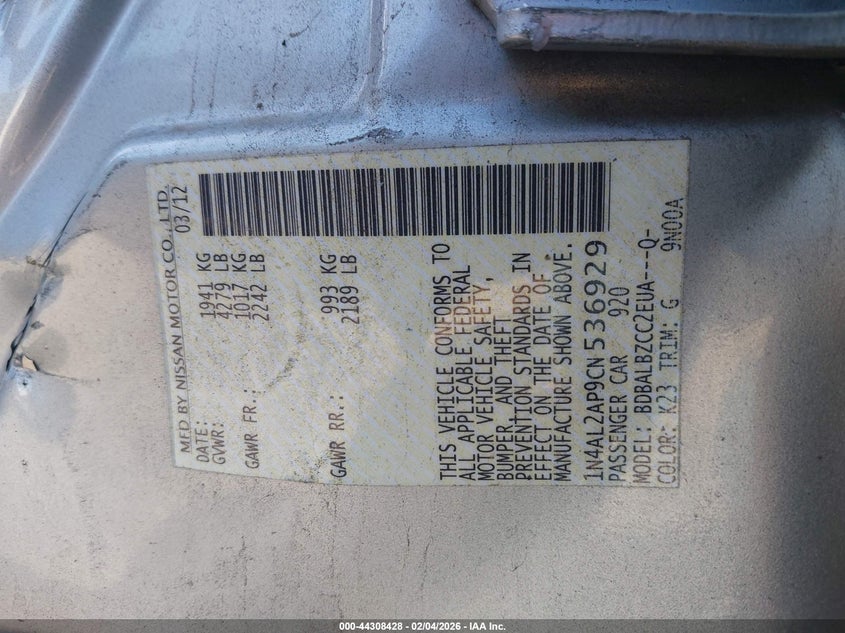 MFD BY NISSAN MOTOR CO., LTD.
DATE: 03/12
GVWR: 1941 KG
4279 LB
GAWR FR.: 1017 KG
2242 LB
GAWR RR.: 993 KG
2189 LB
THIS VEHICLE CONFORMS TO
ALL APPLICABLE FEDERAL
MOTOR VEHICLE SAFETY,
BUMPER, AND THEFT
PREVENTION STANDARDS IN
EFFECT ON THE DATE OF
MANUFACTURE SHOWN ABOVE.
1N4AL2AP9CN536929
PASSENGER CAR 920
MODEL: BDBALBZCC2EUA---Q-
COLOR: K23 TRIM: G 9N00A
000-44308428 - 02/04/2026 - IAA Inc.